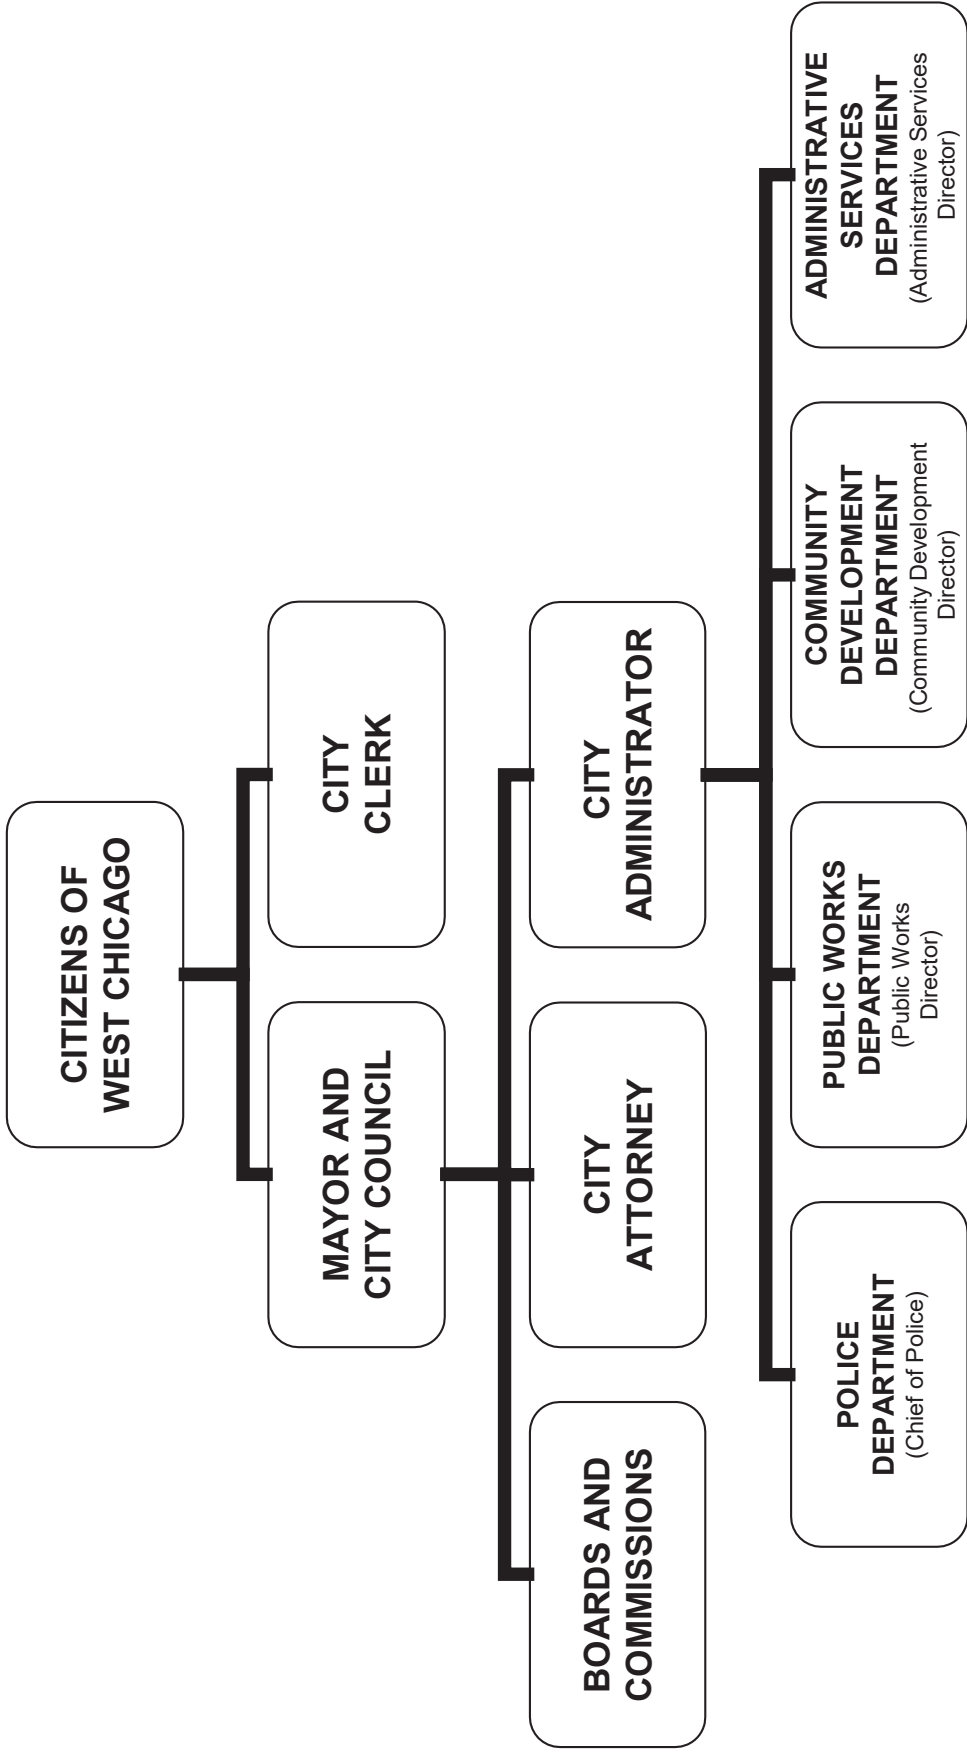 CITIZENS OF
WEST CHICAGO
MAYOR AND
CITY COUNCIL
CITY
CLERK
BOARDS AND
COMMISSIONS
CITY
ATTORNEY
CITY
ADMINISTRATOR
POLICE
DEPARTMENT
(Chief of Police)
PUBLIC WORKS
DEPARTMENT
(Public Works
Director)
COMMUNITY
DEVELOPMENT
DEPARTMENT
(Community Development
Director)
ADMINISTRATIVE
SERVICES
DEPARTMENT
(Administrative Services
Director)